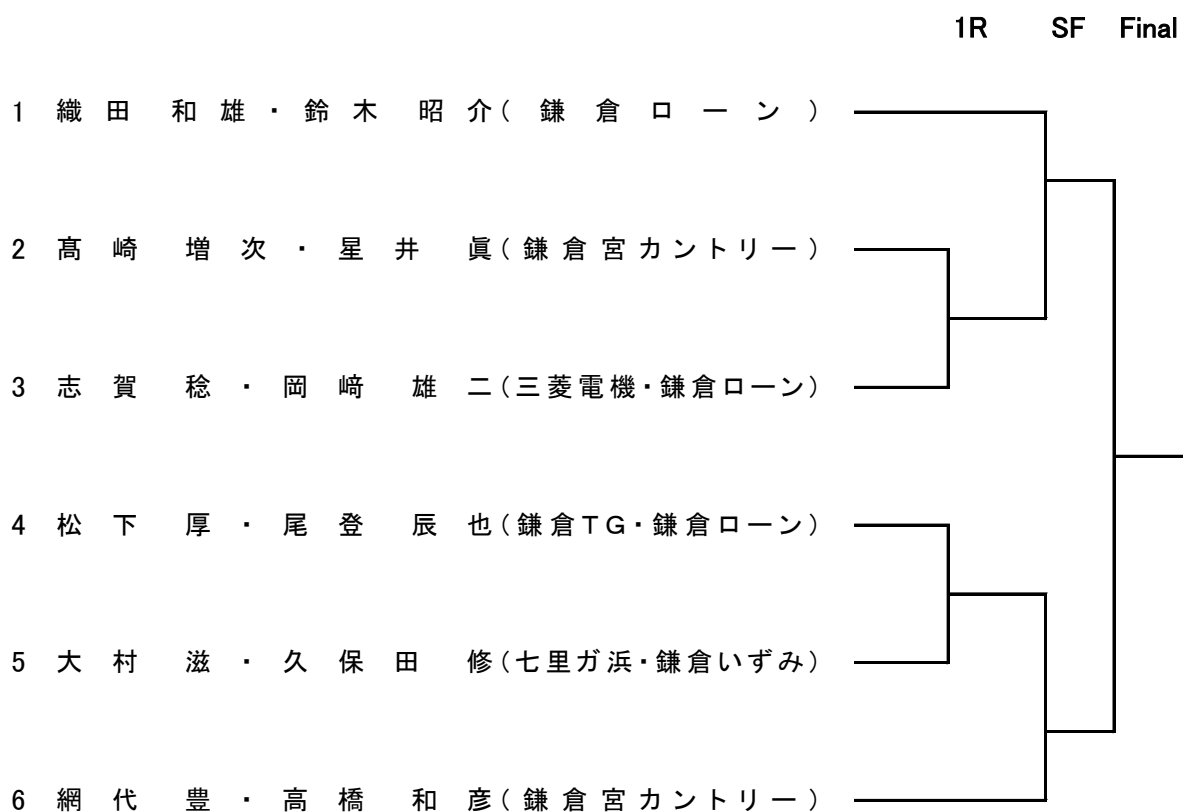 1R SF Final
1 織田 和雄・鈴木 昭介(鎌倉ローン)
2 髙崎 増次・星井 眞(鎌倉宮カントリー)
3 志賀 稔・岡﨑 雄二(三菱電機・鎌倉ローン)
4 松下 厚・尾登 辰也(鎌倉TG・鎌倉ローン)
5 大村 滋・久保田 修(七里ガ浜・鎌倉いずみ)
6 網代 豊・高橋 和彦(鎌倉宮カントリー)